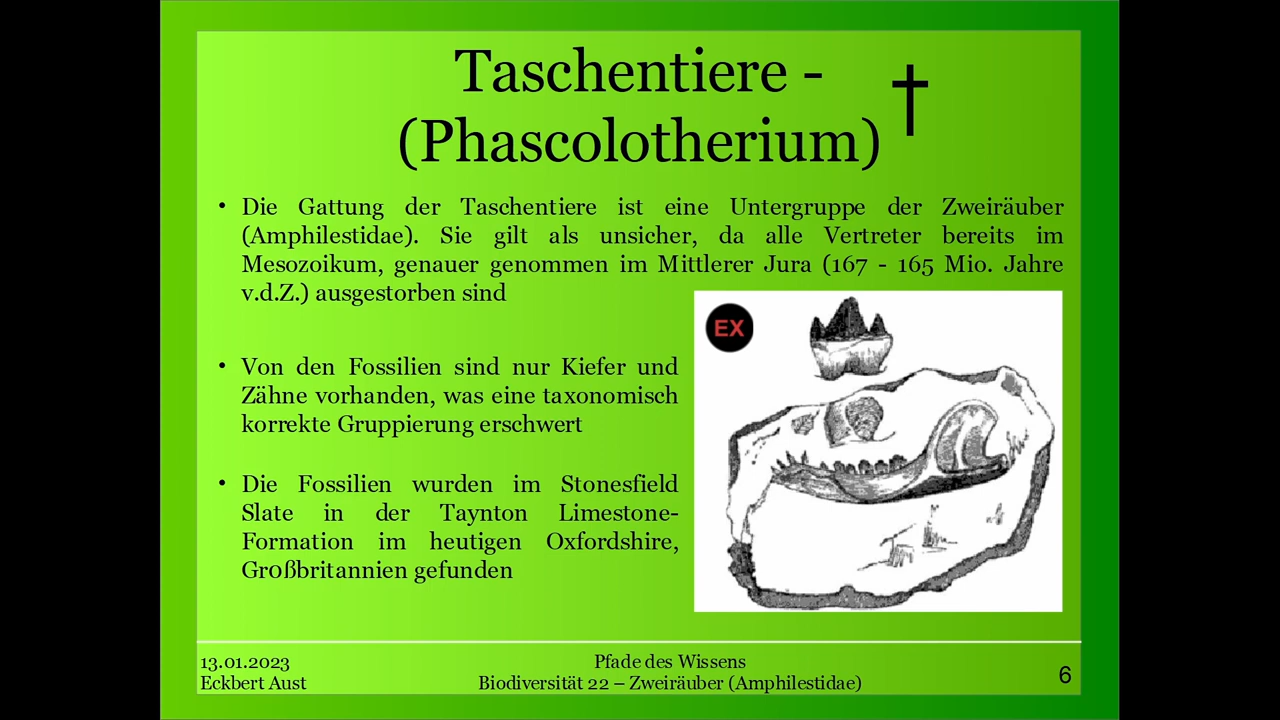 Taschentiere -
(Phascolotherium)
†
• Die Gattung der Taschentiere ist eine Untergruppe der Zweiräuber
(Amphilestidae). Sie gilt als unsicher, da alle Vertreter bereits im
Mesozoikum, genauer genommen im Mittlerer Jura (167 - 165 Mio. Jahre
v.d.Z.) ausgestorben sind
EX
• Von den Fossilien sind nur Kiefer und
Zähne vorhanden, was eine taxonomisch
korrekte Gruppierung erschwert
• Die Fossilien wurden im Stonesfield
Slate in der Taynton Limestone-
Formation im heutigen Oxfordshire,
Großbritannien gefunden
13.01.2023
Eckbert Aust
Pfade des Wissens
Biodiversität 22 – Zweiräuber (Amphilestidae)
6